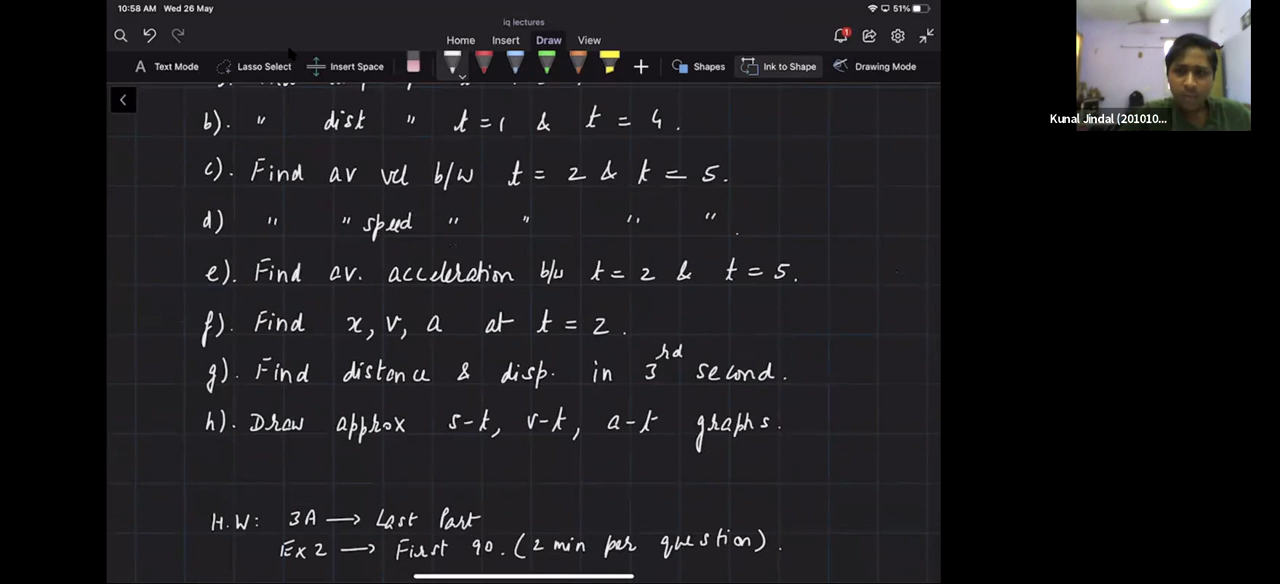 10:58 AM Wed 26 May
51%
iq lectures
Home Insert Draw View
1
Text Mode Lasso Select Insert Space Shapes Ink to Shape Drawing Mode
b). " dist " t = 1 & t = 4.
c). Find av vel b/w t = 2 & t = 5.
d) " " speed " " " " .
e). Find av. acceleration b/w t = 2 & t = 5.
f). Find x, v, a at t = 2.
g). Find distance & disp. in 3rd second.
h). Draw approx s-t, v-t, a-t graphs.
H.W: 3A → Last Part
Ex 2 → First 90. (2 min per question).
Kunal Jindal (201010...